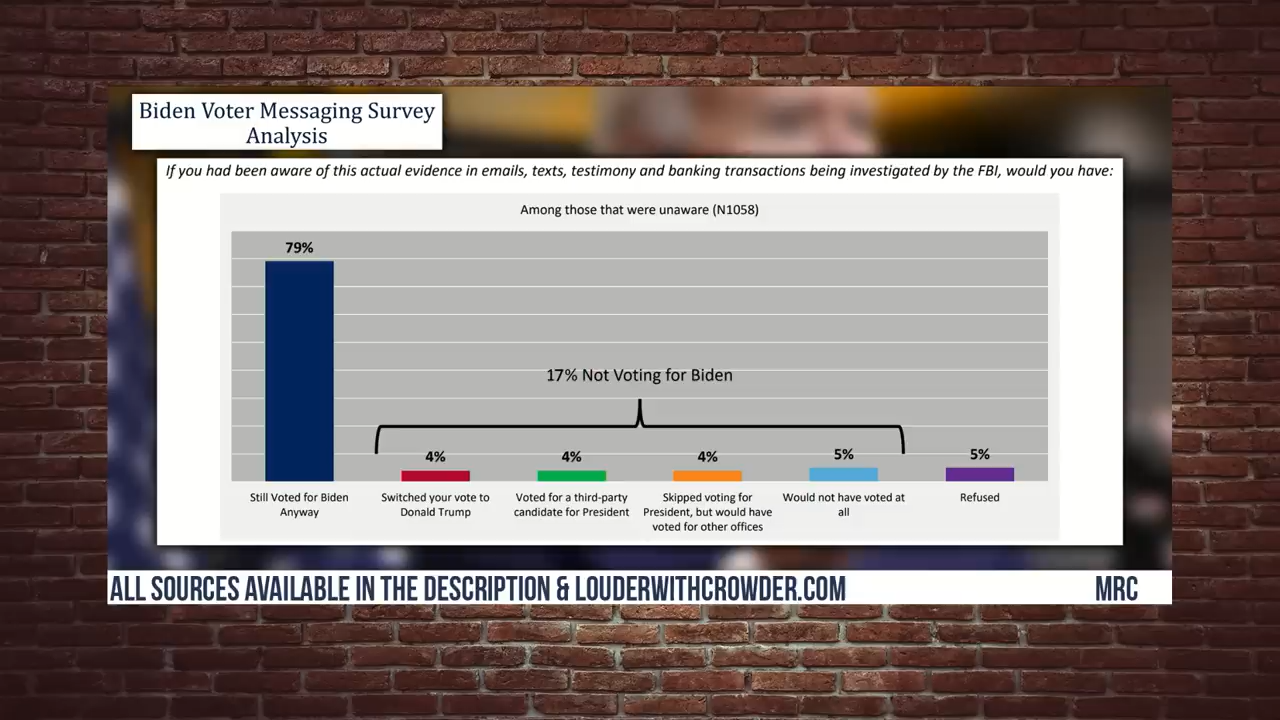 Biden Voter Messaging Survey
Analysis
If you had been aware of this actual evidence in emails, texts, testimony and banking transactions being investigated by the FBI, would you have:
Among those that were unaware (N1058)
79%
17% Not Voting for Biden
4%
4%
4%
5%
5%
Still Voted for Biden
Anyway
Switched your vote to
Donald Trump
Voted for a third-party
candidate for President
Skipped voting for
President, but would have
voted for other offices
Would not have voted at
all
Refused
ALL SOURCES AVAILABLE IN THE DESCRIPTION & LOUDERWITHCROWDER.COM
MRC